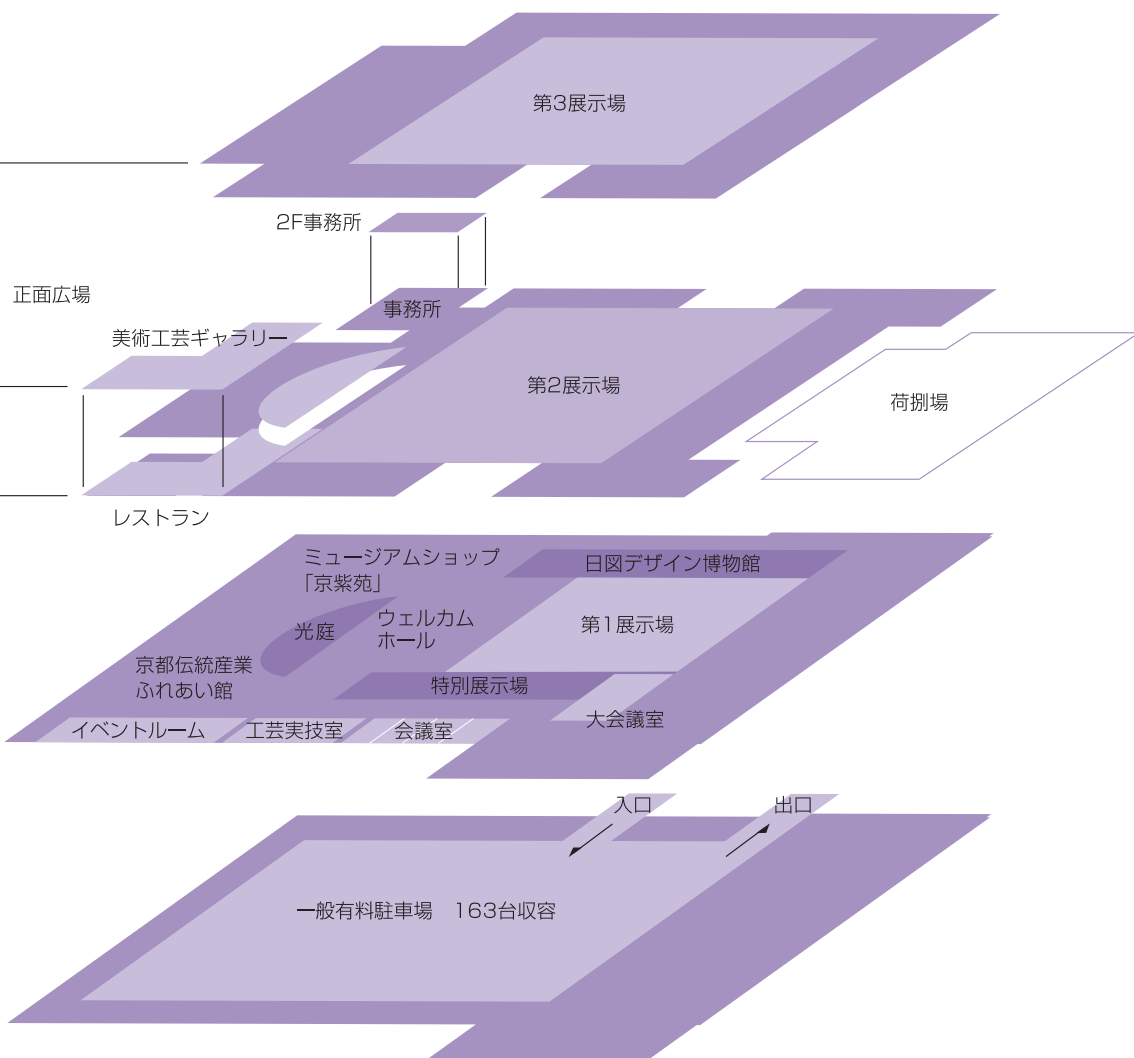 第3展示場
2F事務所
正面広場
事務所
美術工芸ギャラリー
第2展示場
荷捌場
レストラン
ミュージアムショップ
「京紫苑」
日図デザイン博物館
光庭
ウェルカム
ホール
第1展示場
京都伝統産業
ふれあい館
特別展示場
イベントルーム
工芸実技室
会議室
大会議室
入口
出口
一般有料駐車場　163台収容